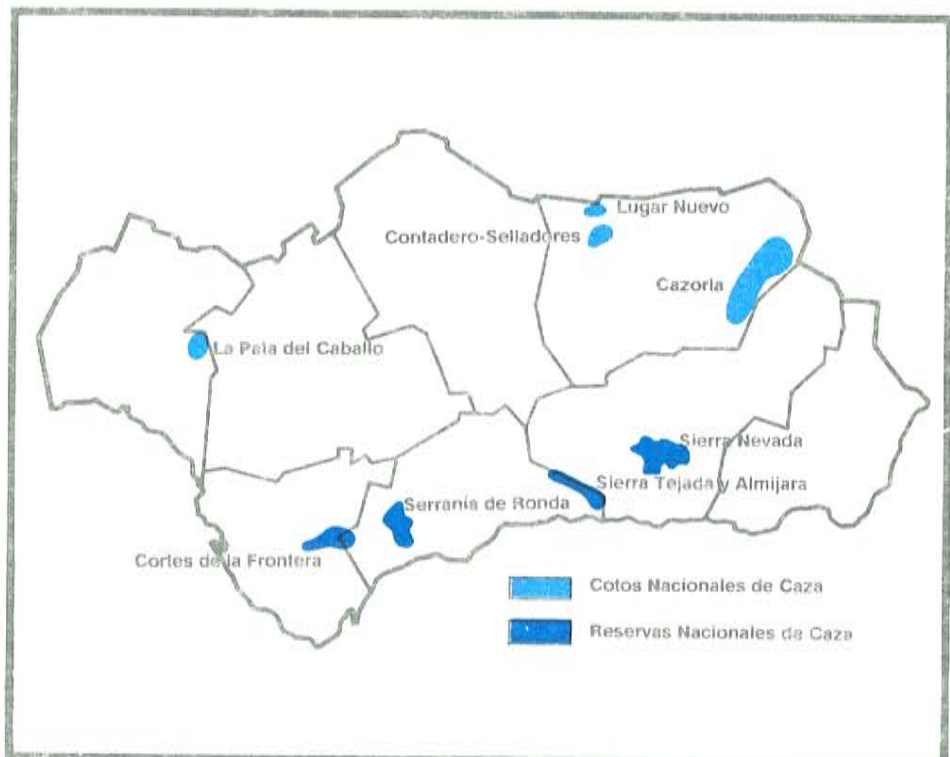 Lugar Nuevo
Contadero-Selladores
Cazorla
La Pata del Caballo
Sierra Nevada
Sierra Tejada y Almijara
Serranía de Ronda
Cortes de la Frontera
Cotos Nacionales de Caza
Reservas Nacionales de Caza